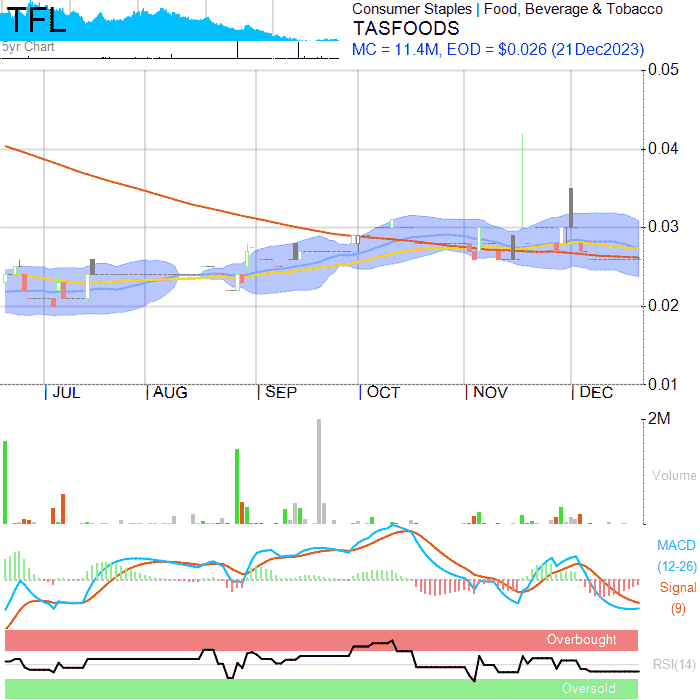 TFL
5yr Chart
Consumer Staples | Food, Beverage & Tobacco
TASFOODS
MC = 11.4M, EOD = $0.026 (21Dec2023)
0.05
0.04
0.03
0.02
0.01
JUL AUG SEP OCT NOV DEC
2M
Volume
MACD
(12-26)
Signal
(9)
Overbought
RSI(14)
Oversold